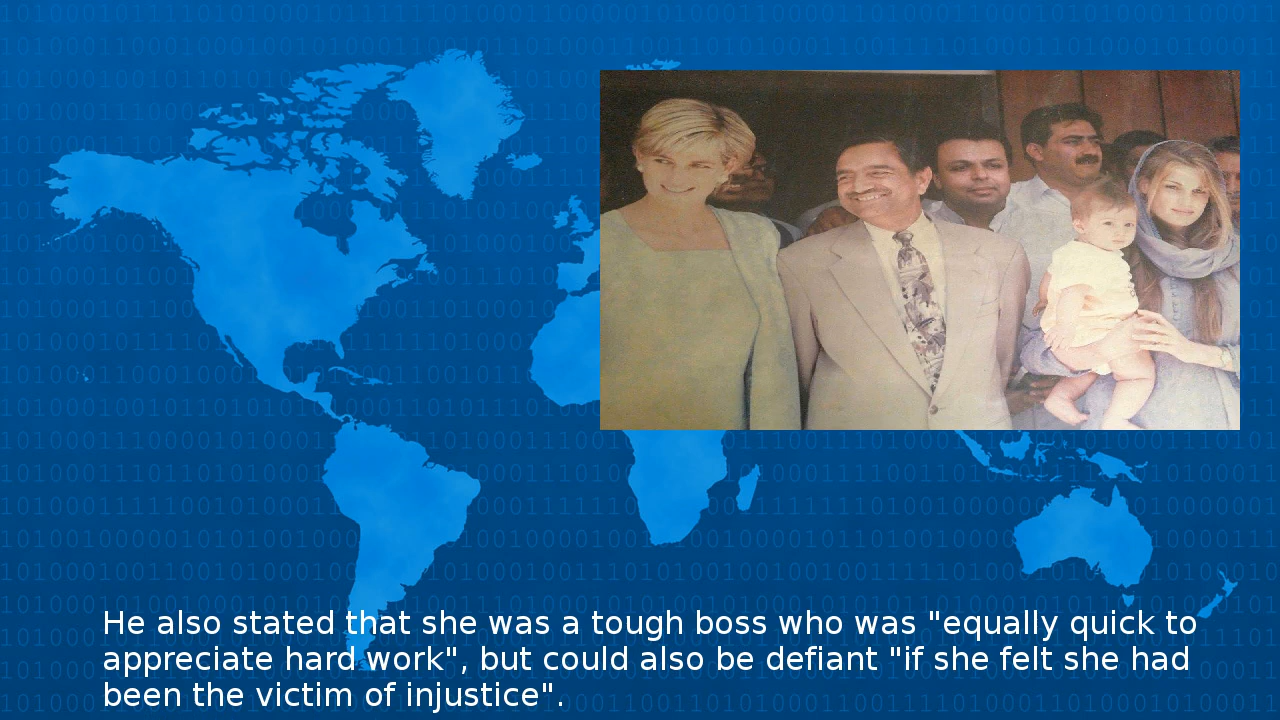 He also stated that she was a tough boss who was "equally quick to
appreciate hard work", but could also be defiant "if she felt she had
been the victim of injustice".